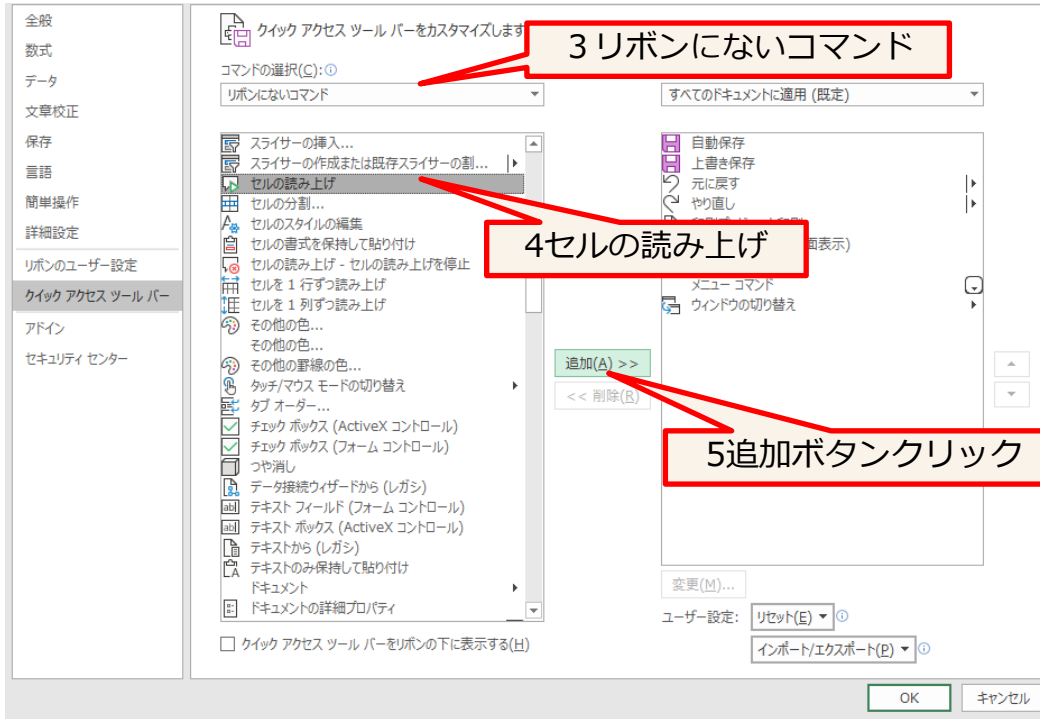 全般
数式
データ
文章校正
保存
言語
簡単操作
詳細設定
リボンのユーザー設定
クイック アクセス ツール バー
アドイン
セキュリティ センター
クイック アクセス ツール バーをカスタマイズします
3リボンにないコマンド
コマンドの選択(C):
リボンにないコマンド
すべてのドキュメントに適用 (既定)
スライサーの挿入...
スライサーの作成または既存スライサーの割...
セルの読み上げ
セルの分割...
セルのスタイルの編集
セルの書式を保持して貼り付け
セルの読み上げ - セルの読み上げを停止
セルを 1 行ずつ読み上げ
セルを 1 列ずつ読み上げ
その他の色...
その他の色...
その他の罫線の色...
タッチ/マウス モードの切り替え
タブ オーダー...
チェック ボックス (ActiveX コントロール)
チェック ボックス (フォーム コントロール)
つや消し
データ接続ウィザードから (レガシ)
テキスト フィールド (フォーム コントロール)
テキスト ボックス (ActiveX コントロール)
テキストから (レガシ)
テキストのみ保持して貼り付け
ドキュメント
ドキュメントの詳細プロパティ
4セルの読み上げ
追加(A) >>
<< 削除(R)
5追加ボタンクリック
自動保存
上書き保存
元に戻す
やり直し
面表示)
メニュー コマンド
ウィンドウの切り替え
変更(M)...
ユーザー設定:
リセット(E)
インポート/エクスポート(P)
クイック アクセス ツール バーをリボンの下に表示する(H)
OK
キャンセル